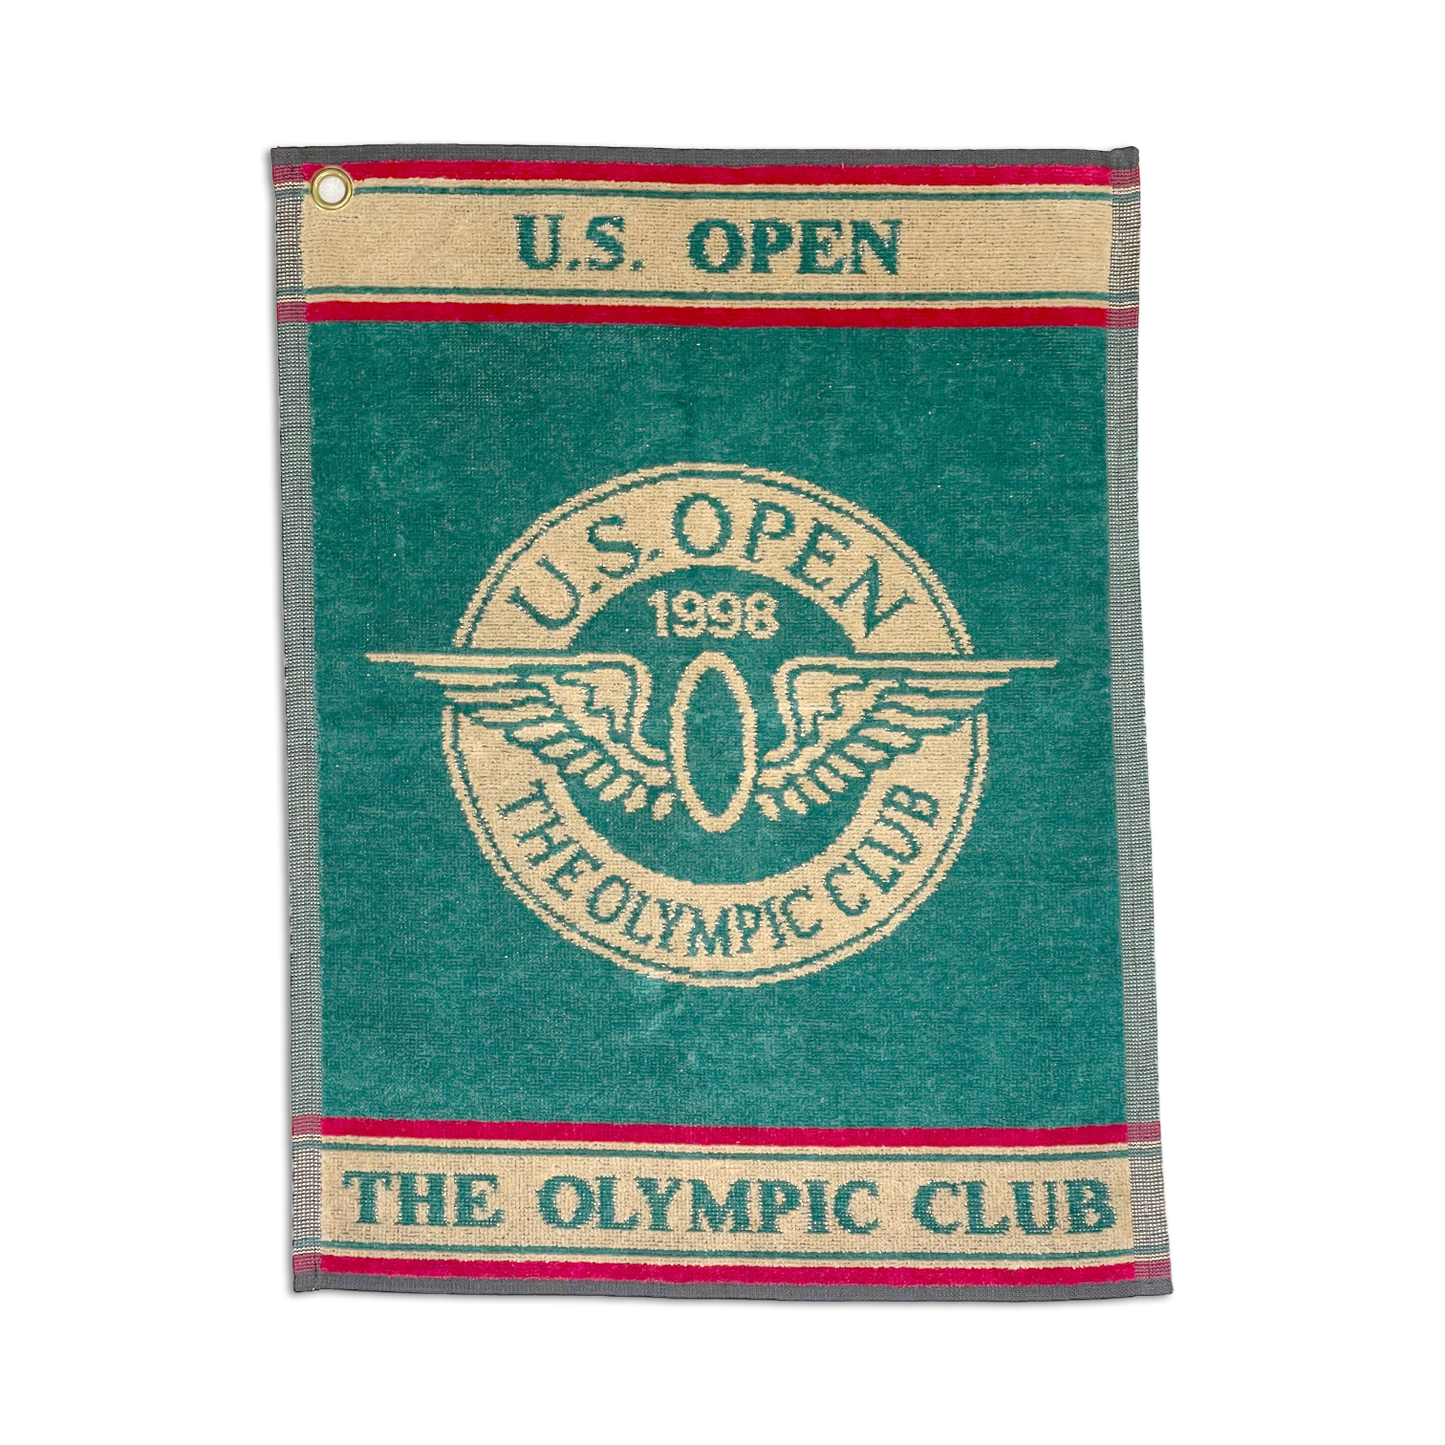 U.S. OPEN
U.S. OPEN
1998
THE OLYMPIC CLUB
THE OLYMPIC CLUB